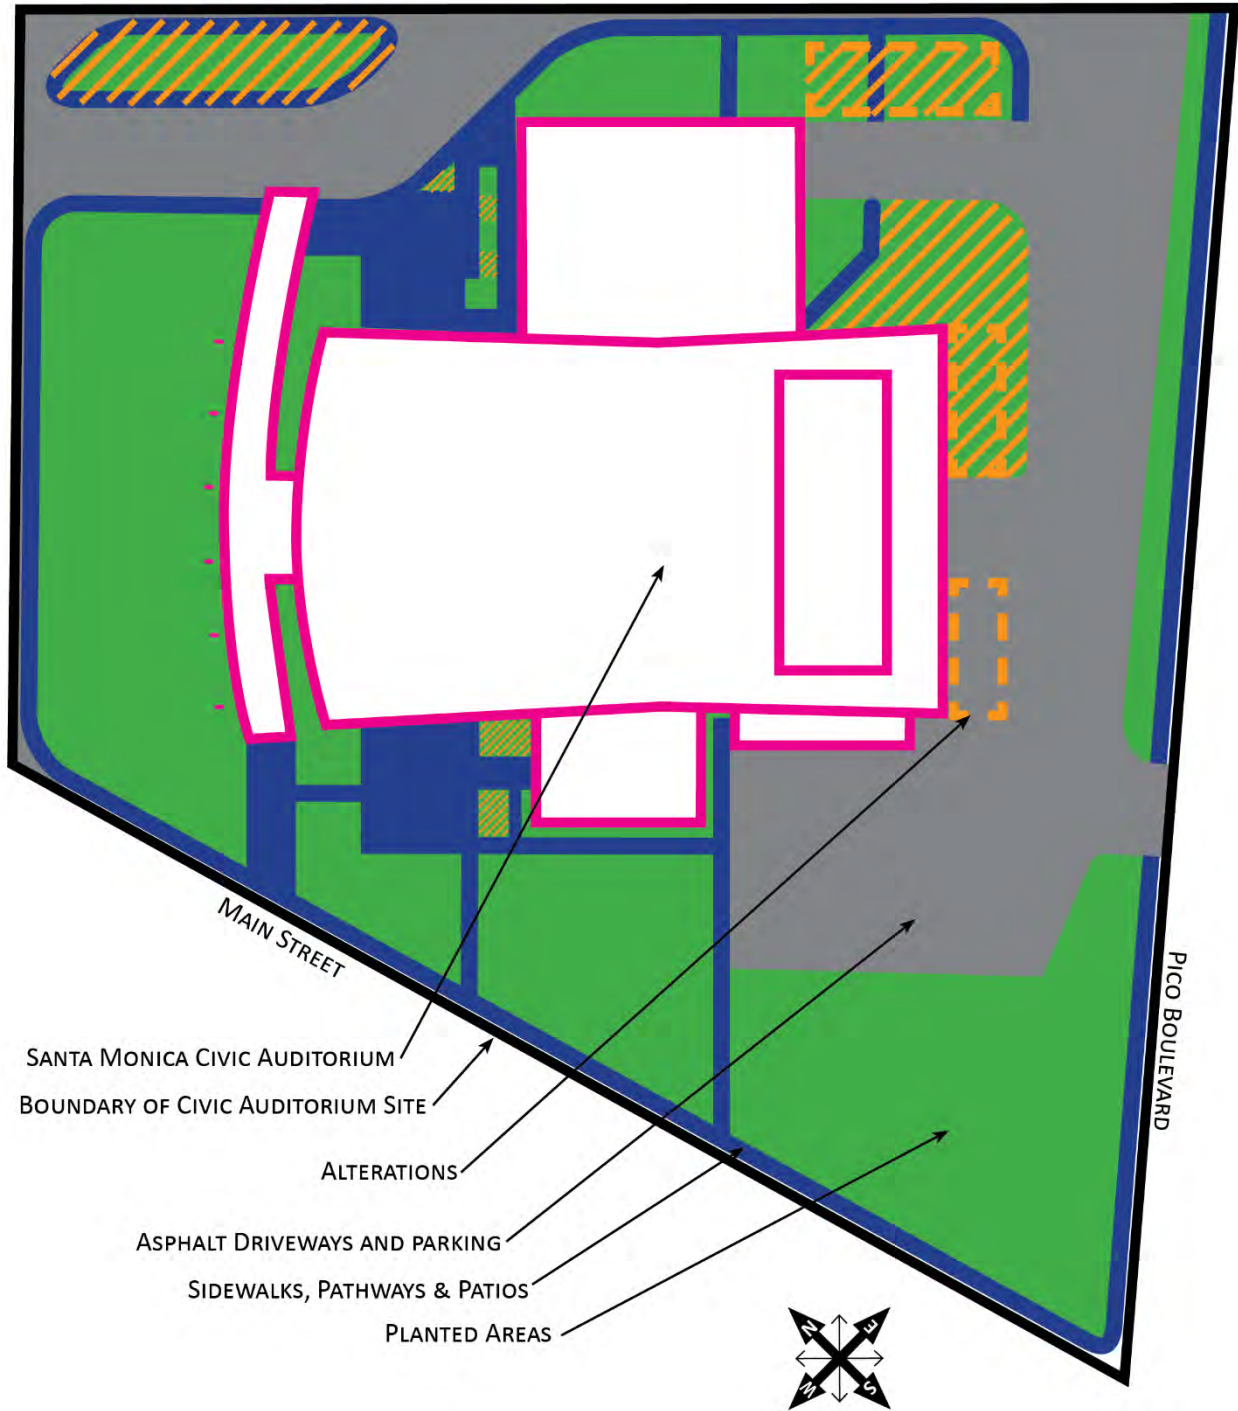 MAIN STREET
PICO BOULEVARD
SANTA MONICA CIVIC AUDITORIUM
BOUNDARY OF CIVIC AUDITORIUM SITE
ALTERATIONS
ASPHALT DRIVEWAYS AND PARKING
SIDEWALKS, PATHWAYS & PATIOS
PLANTED AREAS
N E
W S